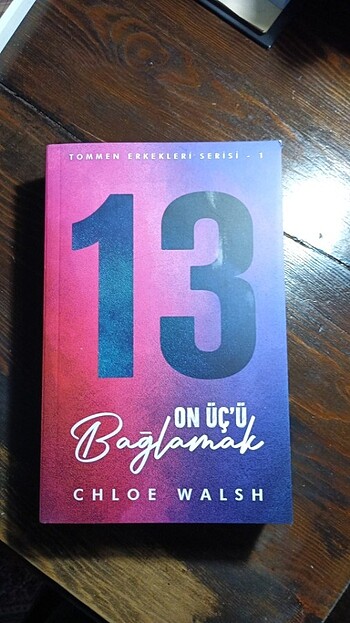 TOMMEN ERKEKLERİ SERİSİ - 1
13
ON ÜÇ'Ü
Bağlamak
CHLOE WALSH